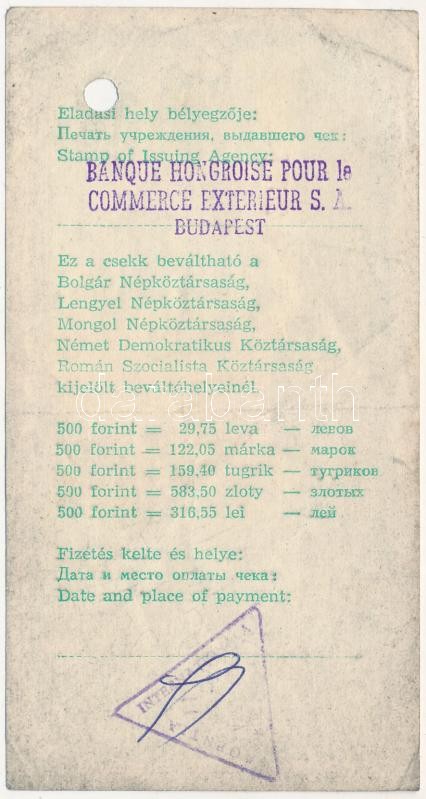 Eladási hely bélyegzője:
Печать учреждения, выдавшего чек:
Stamp of Issuing Agency:
BANQUE HONGROISE POUR le
COMMERCE EXTERIEUR S. A.
BUDAPEST
Ez a csekk beváltható a
Bolgár Népköztársaság,
Lengyel Népköztársaság,
Mongol Népköztársaság,
Német Demokratikus Köztársaság,
Román Szocialista Köztársaság
kijelölt beváltóhelyeinél.
darabanth
500 forint = 29,75 leva — левов
500 forint = 122,05 márka — марок
500 forint = 159,40 tugrik — тугриков
500 forint = 583,50 zloty — злотых
500 forint = 316,55 lei — лей
Fizetés kelte és helye:
Дата и место оплаты чека:
Date and place of payment: